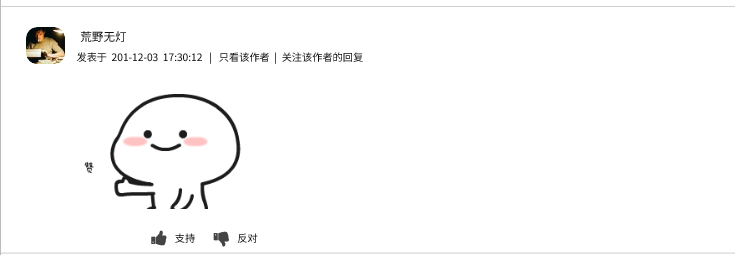 荒野无灯
发表于 201-12-03 17:30:12 | 只看该作者 | 关注该作者的回复
赞
支持 反对